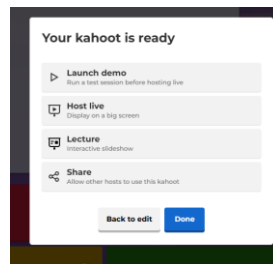 Your kahoot is ready
Launch demo
Run a test session before hosting live
Host live
Display on a big screen
Lecture
Interactive slideshow
Share
Allow other hosts to use this kahoot
Back to edit
Done